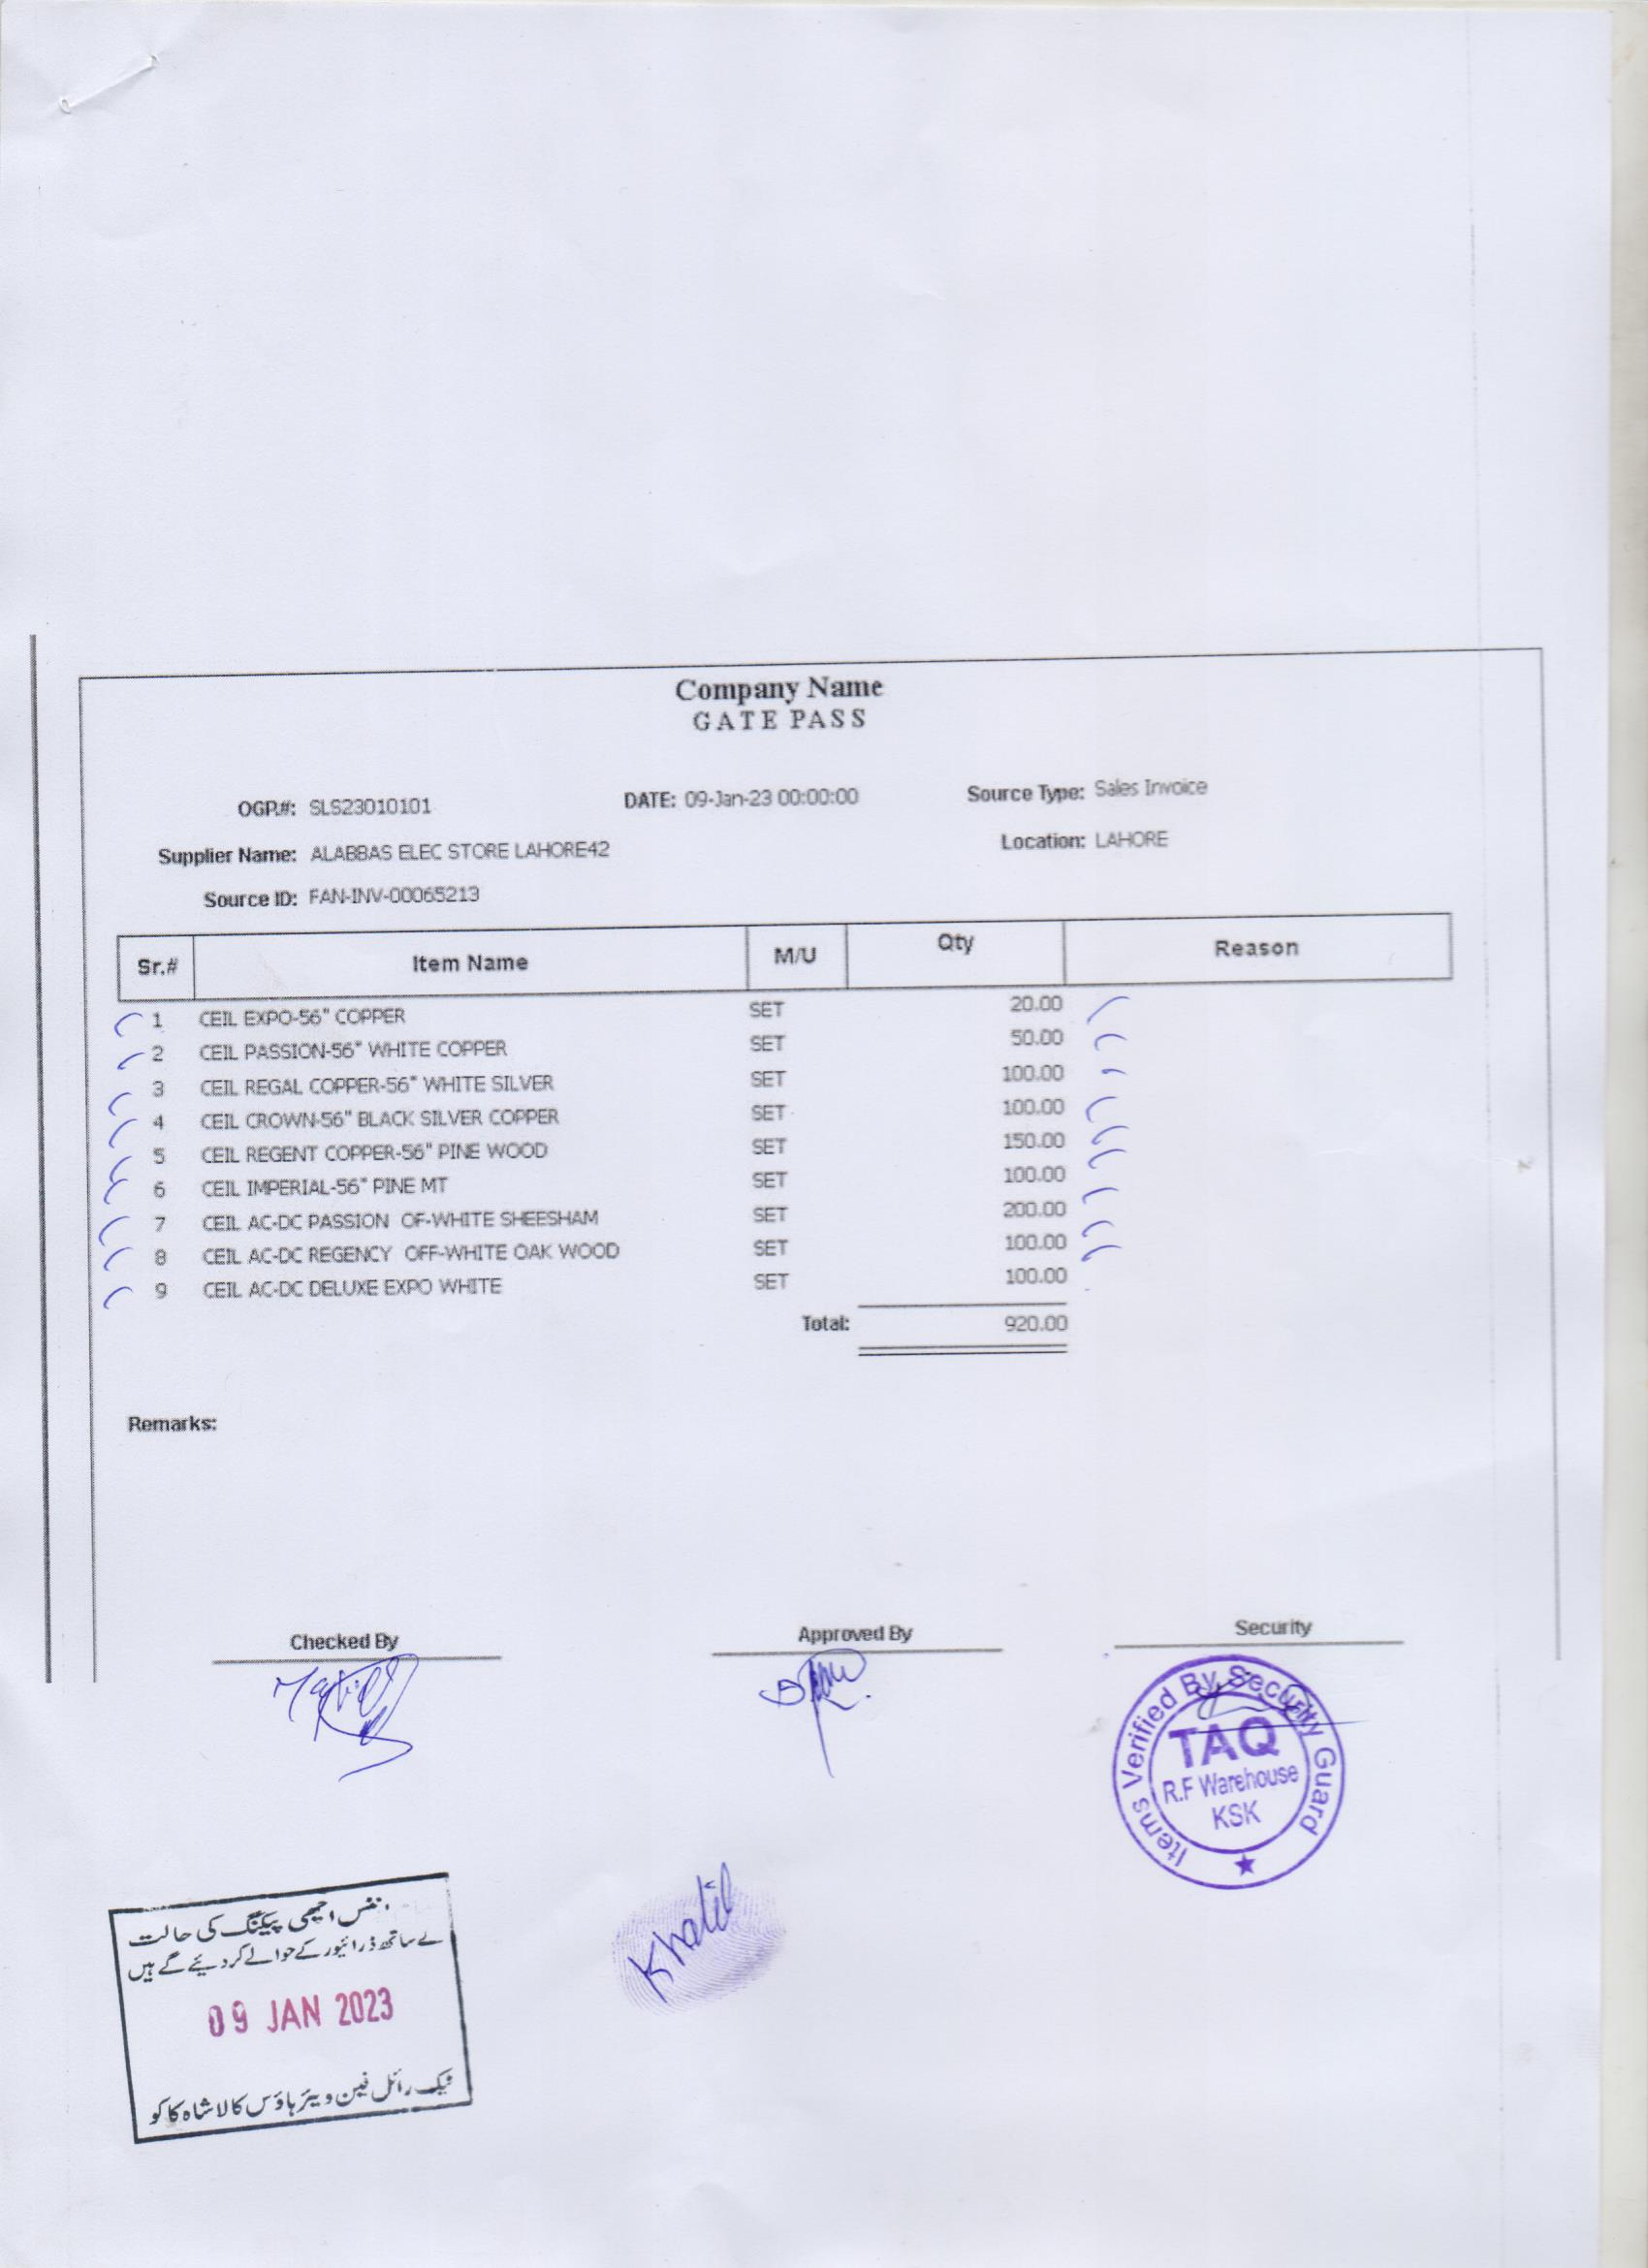 Company Name
GATE PASS
OGP.#: SLS23010101 DATE: 09-Jan-23 00:00:00 Source Type: Sales Invoice
Supplier Name: ALABBAS ELEC STORE LAHORE42 Location: LAHORE
Source ID: FAN-INV-00065213
Sr.# Item Name M/U Qty Reason
1 CEIL EXPO-56" COPPER SET 20.00
2 CEIL PASSION-56" WHITE COPPER SET 50.00
3 CEIL REGAL COPPER-56" WHITE SILVER SET 100.00
4 CEIL CROWN-56" BLACK SILVER COPPER SET 100.00
5 CEIL REGENT COPPER-56" PINE WOOD SET 150.00
6 CEIL IMPERIAL-56" PINE MT SET 100.00
7 CEIL AC-DC PASSION OF-WHITE SHEESHAM SET 200.00
8 CEIL AC-DC REGENCY OFF-WHITE OAK WOOD SET 100.00
9 CEIL AC-DC DELUXE EXPO WHITE SET 100.00
Total: 920.00
Remarks:
Checked By Approved By Security
Items Verified By Security Guard
TAQ
R.F Warehouse
KSK
Khalil
اچھی پیکنگ کی حالت
ساتھ ڈرائیور کے حوالے کر دیئے گے ہیں
09 JAN 2023
ٹیک رائل فین ویئر ہاؤس کالا شاہ کاکو